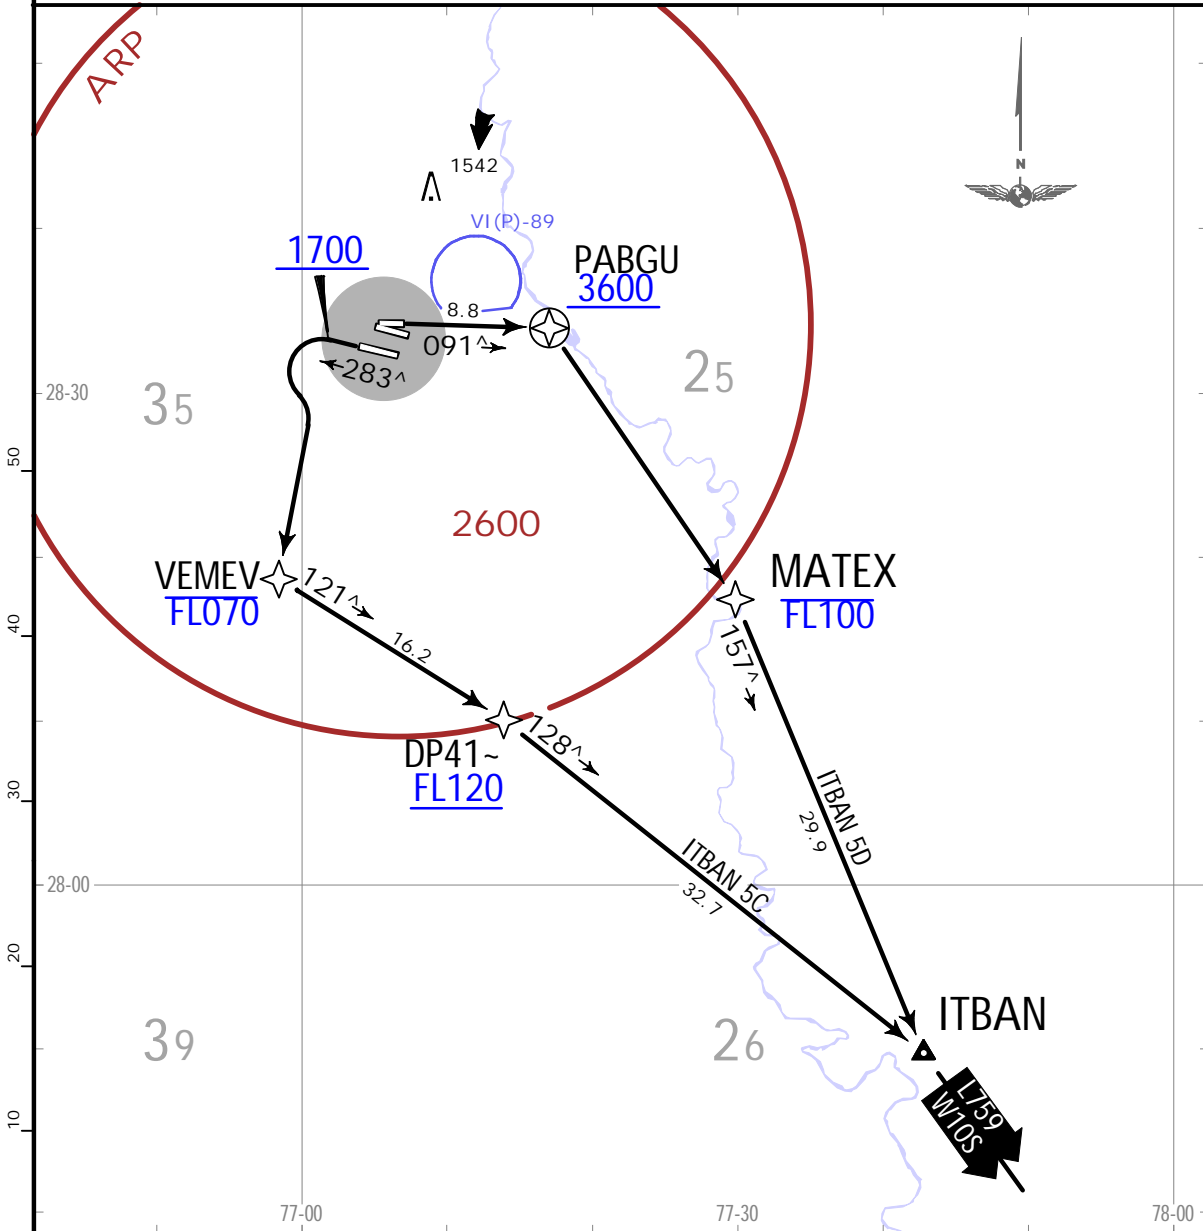 ARP
N
1542
VI(P)-89
1700
PABGU
3600
8.8
091^
283^
25
28-30
35
50
2600
VEMEV
FL070
121^
16.2
MATEX
FL100
157^
40
DP41~
FL120
128^
30
ITBAN 5D
29.9
ITBAN 5C
32.7
28-00
20
ITBAN
39
26
L759
W10S
10
77-00
77-30
78-00